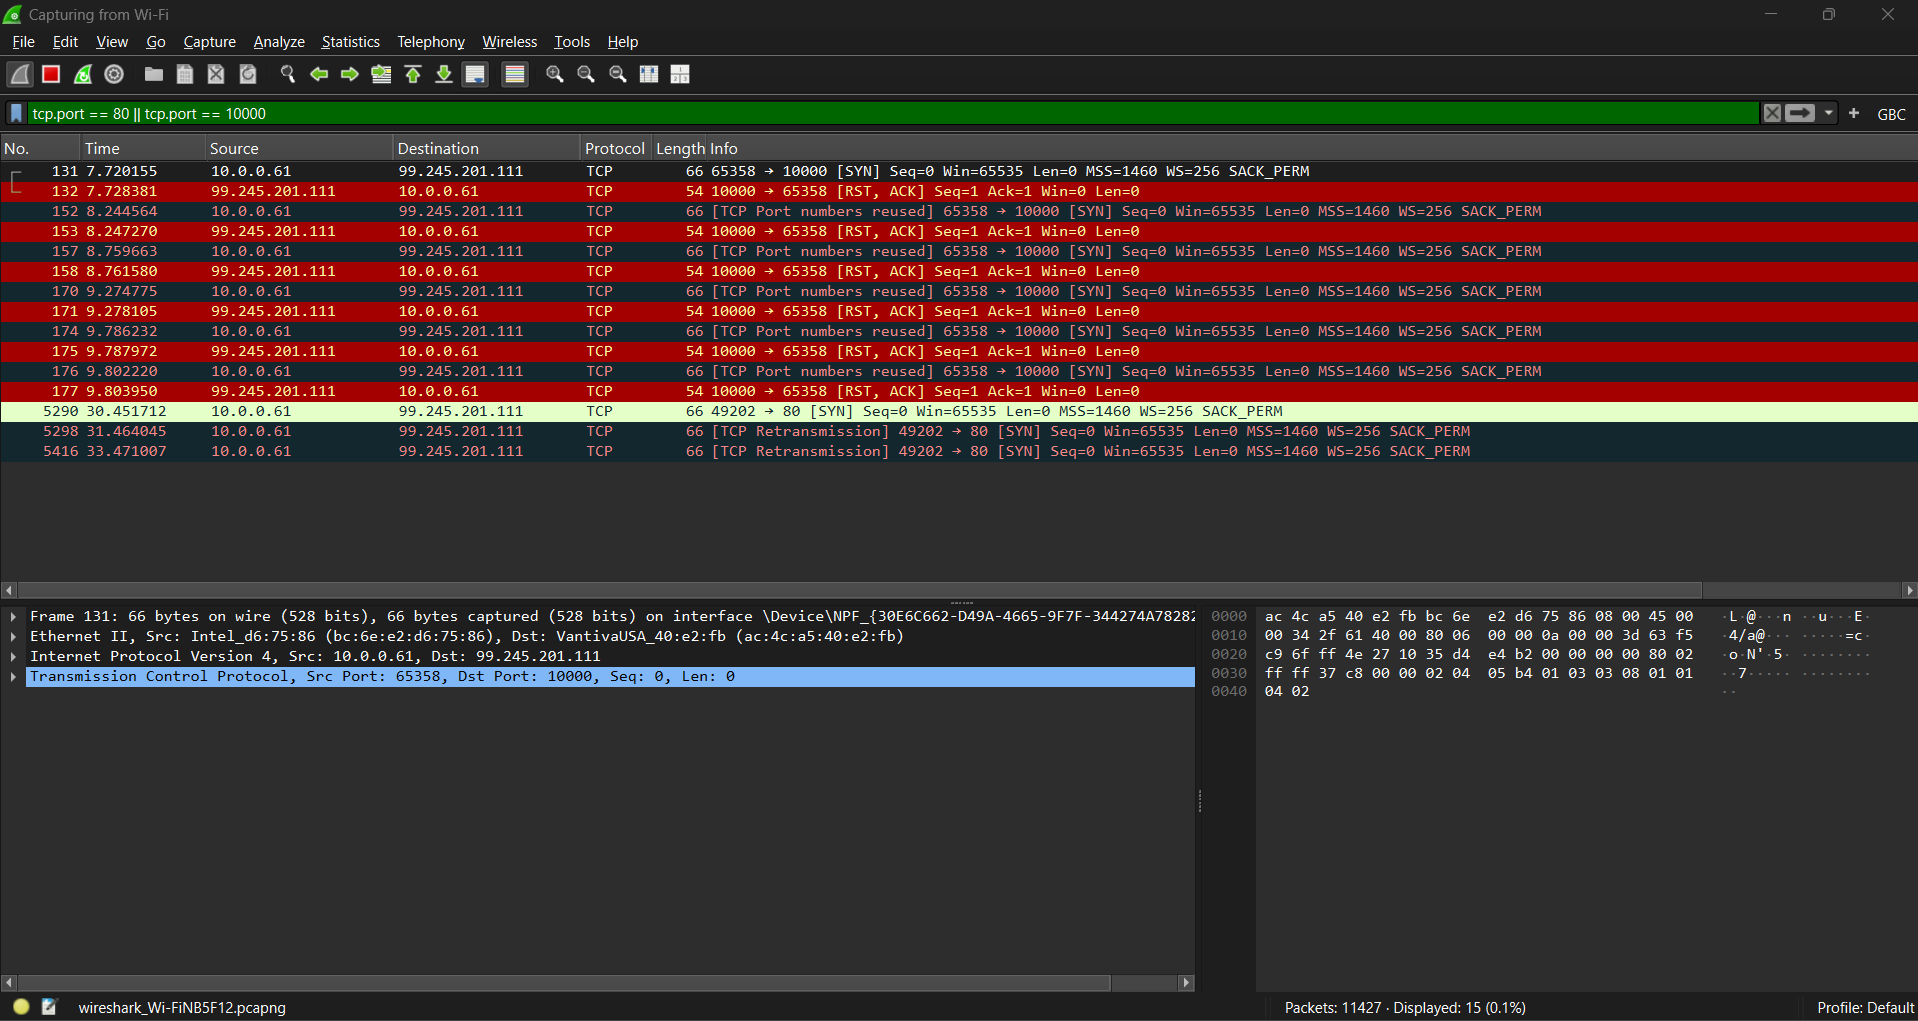 Capturing from Wi-Fi
File Edit View Go Capture Analyze Statistics Telephony Wireless Tools Help
tcp.port == 80 || tcp.port == 10000 + GBC
No. Time Source Destination Protocol Length Info
131 7.720155 10.0.0.61 99.245.201.111 TCP 66 65358 → 10000 [SYN] Seq=0 Win=65535 Len=0 MSS=1460 WS=256 SACK_PERM
132 7.728381 99.245.201.111 10.0.0.61 TCP 54 10000 → 65358 [RST, ACK] Seq=1 Ack=1 Win=0 Len=0
152 8.244564 10.0.0.61 99.245.201.111 TCP 66 [TCP Port numbers reused] 65358 → 10000 [SYN] Seq=0 Win=65535 Len=0 MSS=1460 WS=256 SACK_PERM
153 8.247270 99.245.201.111 10.0.0.61 TCP 54 10000 → 65358 [RST, ACK] Seq=1 Ack=1 Win=0 Len=0
157 8.759663 10.0.0.61 99.245.201.111 TCP 66 [TCP Port numbers reused] 65358 → 10000 [SYN] Seq=0 Win=65535 Len=0 MSS=1460 WS=256 SACK_PERM
158 8.761580 99.245.201.111 10.0.0.61 TCP 54 10000 → 65358 [RST, ACK] Seq=1 Ack=1 Win=0 Len=0
170 9.274775 10.0.0.61 99.245.201.111 TCP 66 [TCP Port numbers reused] 65358 → 10000 [SYN] Seq=0 Win=65535 Len=0 MSS=1460 WS=256 SACK_PERM
171 9.278105 99.245.201.111 10.0.0.61 TCP 54 10000 → 65358 [RST, ACK] Seq=1 Ack=1 Win=0 Len=0
174 9.786232 10.0.0.61 99.245.201.111 TCP 66 [TCP Port numbers reused] 65358 → 10000 [SYN] Seq=0 Win=65535 Len=0 MSS=1460 WS=256 SACK_PERM
175 9.787972 99.245.201.111 10.0.0.61 TCP 54 10000 → 65358 [RST, ACK] Seq=1 Ack=1 Win=0 Len=0
176 9.802220 10.0.0.61 99.245.201.111 TCP 66 [TCP Port numbers reused] 65358 → 10000 [SYN] Seq=0 Win=65535 Len=0 MSS=1460 WS=256 SACK_PERM
177 9.803950 99.245.201.111 10.0.0.61 TCP 54 10000 → 65358 [RST, ACK] Seq=1 Ack=1 Win=0 Len=0
5290 30.451712 10.0.0.61 99.245.201.111 TCP 66 49202 → 80 [SYN] Seq=0 Win=65535 Len=0 MSS=1460 WS=256 SACK_PERM
5298 31.464045 10.0.0.61 99.245.201.111 TCP 66 [TCP Retransmission] 49202 → 80 [SYN] Seq=0 Win=65535 Len=0 MSS=1460 WS=256 SACK_PERM
5416 33.471007 10.0.0.61 99.245.201.111 TCP 66 [TCP Retransmission] 49202 → 80 [SYN] Seq=0 Win=65535 Len=0 MSS=1460 WS=256 SACK_PERM
Frame 131: 66 bytes on wire (528 bits), 66 bytes captured (528 bits) on interface \Device\NPF_{30E6C662-D49A-4665-9F7F-344274A78282
Ethernet II, Src: Intel_d6:75:86 (bc:6e:e2:d6:75:86), Dst: VantivaUSA_40:e2:fb (ac:4c:a5:40:e2:fb)
Internet Protocol Version 4, Src: 10.0.0.61, Dst: 99.245.201.111
Transmission Control Protocol, Src Port: 65358, Dst Port: 10000, Seq: 0, Len: 0
0000 ac 4c a5 40 e2 fb bc 6e e2 d6 75 86 08 00 45 00 ·L·@···n ··u···E·
0010 00 34 2f 61 40 00 80 06 00 00 0a 00 00 3d 63 f5 ·4/a@··· ·····=c·
0020 c9 6f ff 4e 27 10 35 d4 e4 b2 00 00 00 00 80 02 ·o·N'·5· ········
0030 ff ff 37 c8 00 00 02 04 05 b4 01 03 03 08 01 01 ··7····· ········
0040 04 02 ··
wireshark_Wi-FiNB5F12.pcapng Packets: 11427 · Displayed: 15 (0.1%) Profile: Default